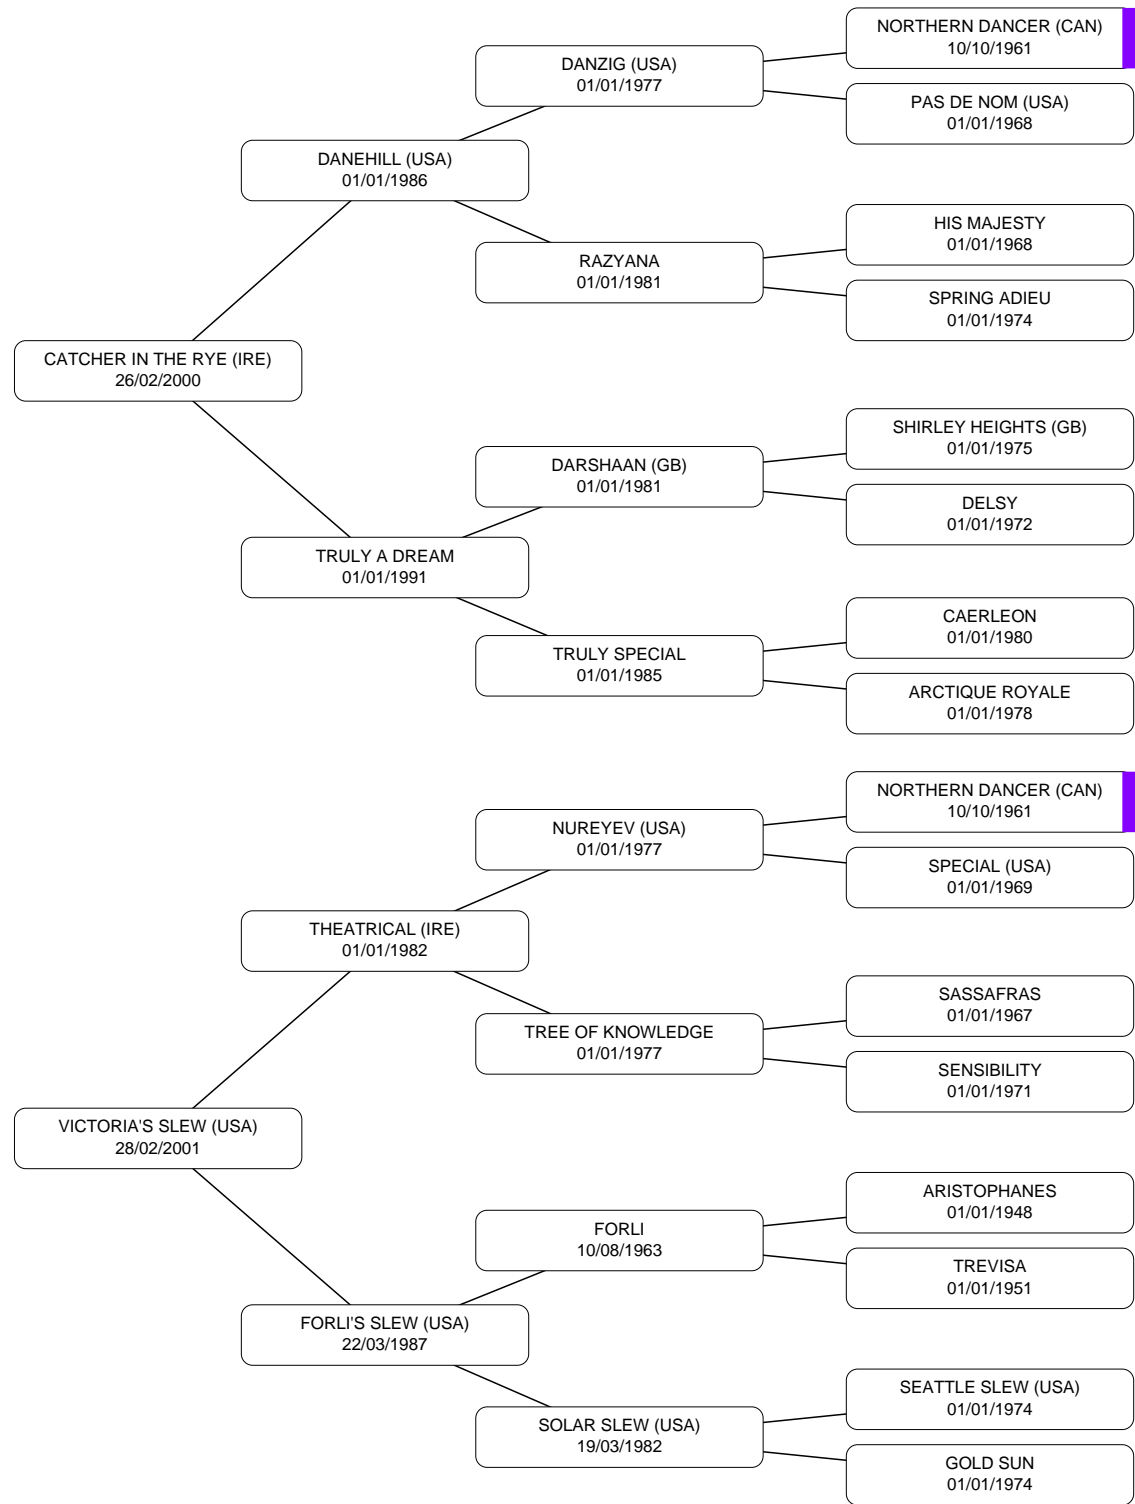 NORTHERN DANCER (CAN)
10/10/1961
DANZIG (USA)
01/01/1977
PAS DE NOM (USA)
01/01/1968
DANEHILL (USA)
01/01/1986
HIS MAJESTY
01/01/1968
RAZYANA
01/01/1981
SPRING ADIEU
01/01/1974
CATCHER IN THE RYE (IRE)
26/02/2000
SHIRLEY HEIGHTS (GB)
01/01/1975
DARSHAAN (GB)
01/01/1981
DELSY
01/01/1972
TRULY A DREAM
01/01/1991
CAERLEON
01/01/1980
TRULY SPECIAL
01/01/1985
ARCTIQUE ROYALE
01/01/1978
NORTHERN DANCER (CAN)
10/10/1961
NUREYEV (USA)
01/01/1977
SPECIAL (USA)
01/01/1969
THEATRICAL (IRE)
01/01/1982
SASSAFRAS
01/01/1967
TREE OF KNOWLEDGE
01/01/1977
SENSIBILITY
01/01/1971
VICTORIA'S SLEW (USA)
28/02/2001
ARISTOPHANES
01/01/1948
FORLI
10/08/1963
TREVISA
01/01/1951
FORLI'S SLEW (USA)
22/03/1987
SEATTLE SLEW (USA)
01/01/1974
SOLAR SLEW (USA)
19/03/1982
GOLD SUN
01/01/1974